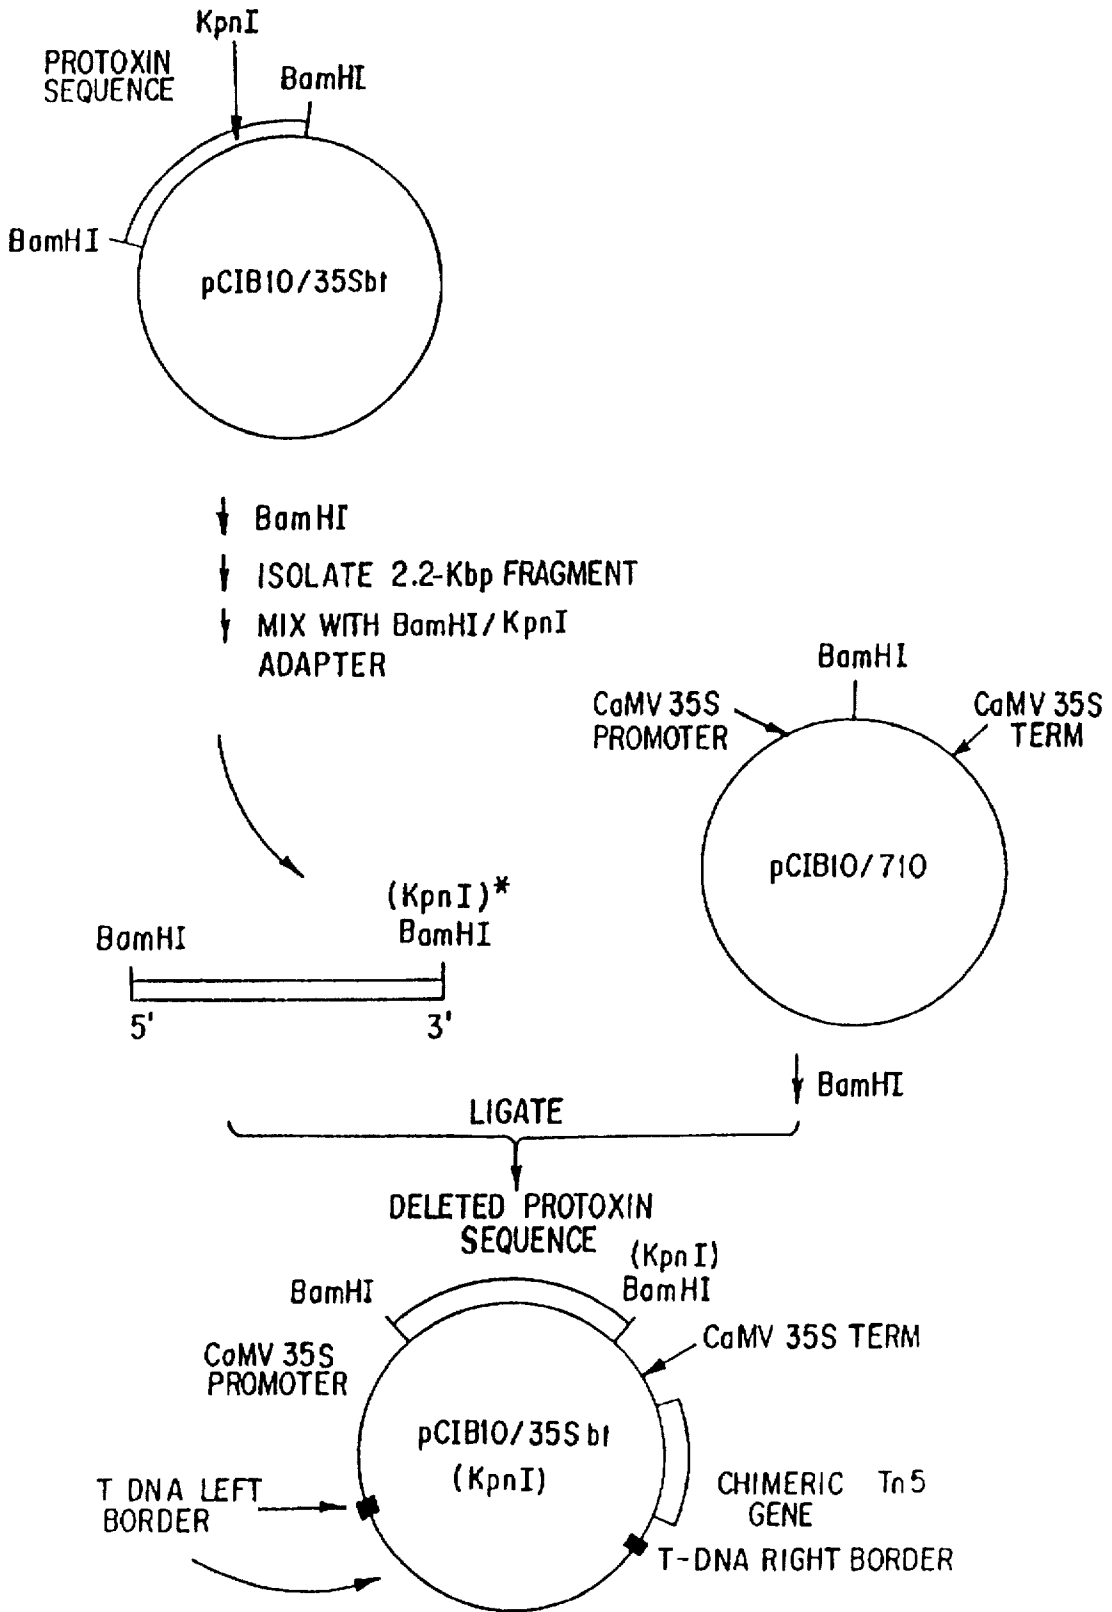 KpnI
PROTOXIN
SEQUENCE
BamHI
BamHI
pCIB10/35Sbt
BamHI
ISOLATE 2.2-Kbp FRAGMENT
MIX WITH BamHI/KpnI
ADAPTER
BamHI
CaMV 35S
PROMOTER
CaMV 35S
TERM
pCIB10/710
(KpnI)*
BamHI
BamHI
5'
3'
BamHI
LIGATE
DELETED PROTOXIN
SEQUENCE
(KpnI)
BamHI
BamHI
CaMV 35S TERM
CaMV 35S
PROMOTER
pCIB10/35Sbt
(KpnI)
T DNA LEFT
BORDER
CHIMERIC Tn5
GENE
T-DNA RIGHT BORDER